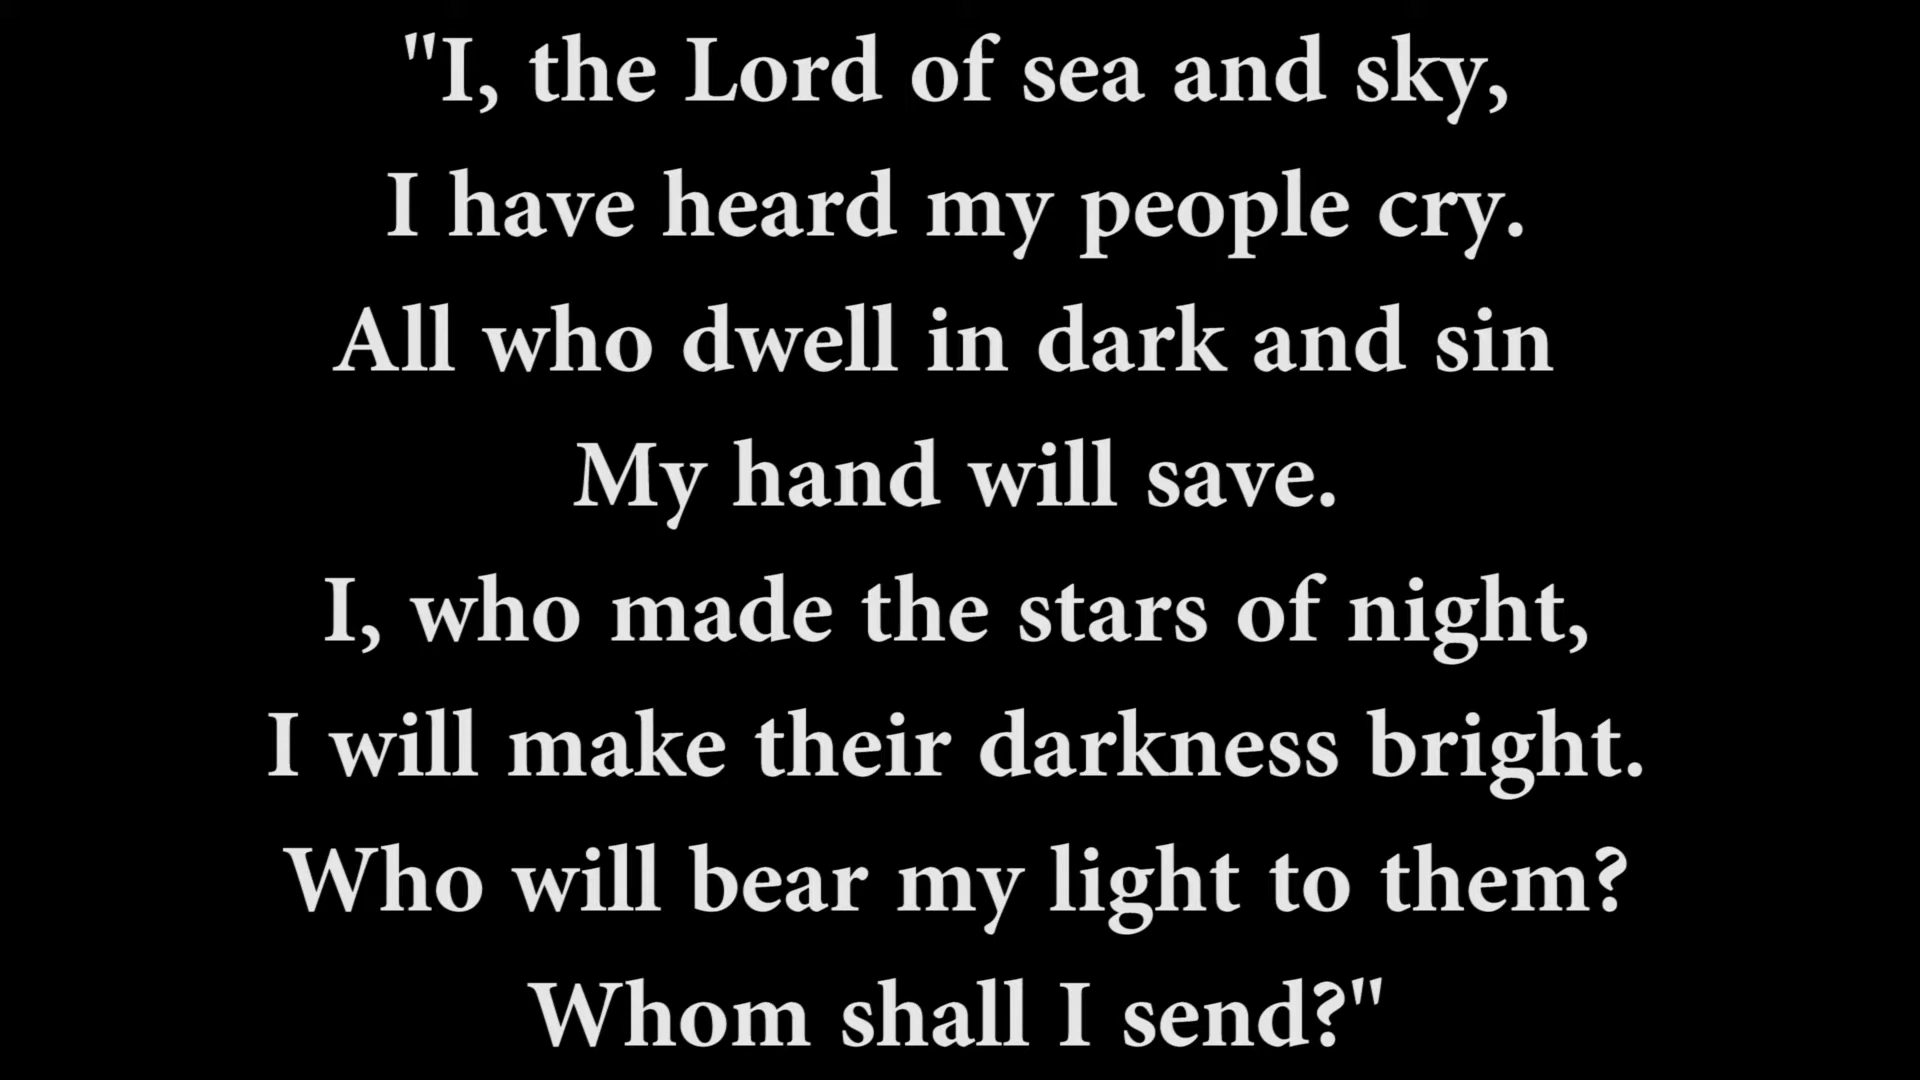 "I, the Lord of sea and sky,
I have heard my people cry.
All who dwell in dark and sin
My hand will save.
I, who made the stars of night,
I will make their darkness bright.
Who will bear my light to them?
Whom shall I send?"